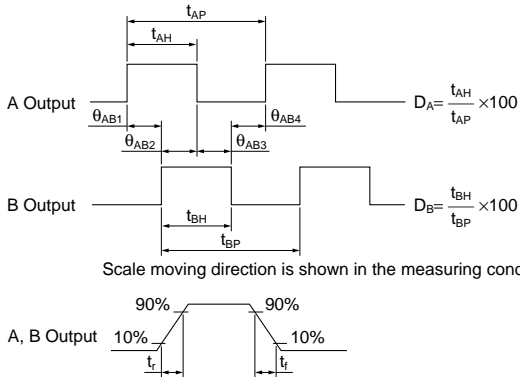 tAP
tAH
A Output
DA= tAH/tAP ×100
θAB1 θAB4
θAB2 θAB3
B Output
DB= tBH/tBP ×100
tBH
tBP
Scale moving direction is shown in the measuring cond
90% 90%
A, B Output 10% 10%
tr tf